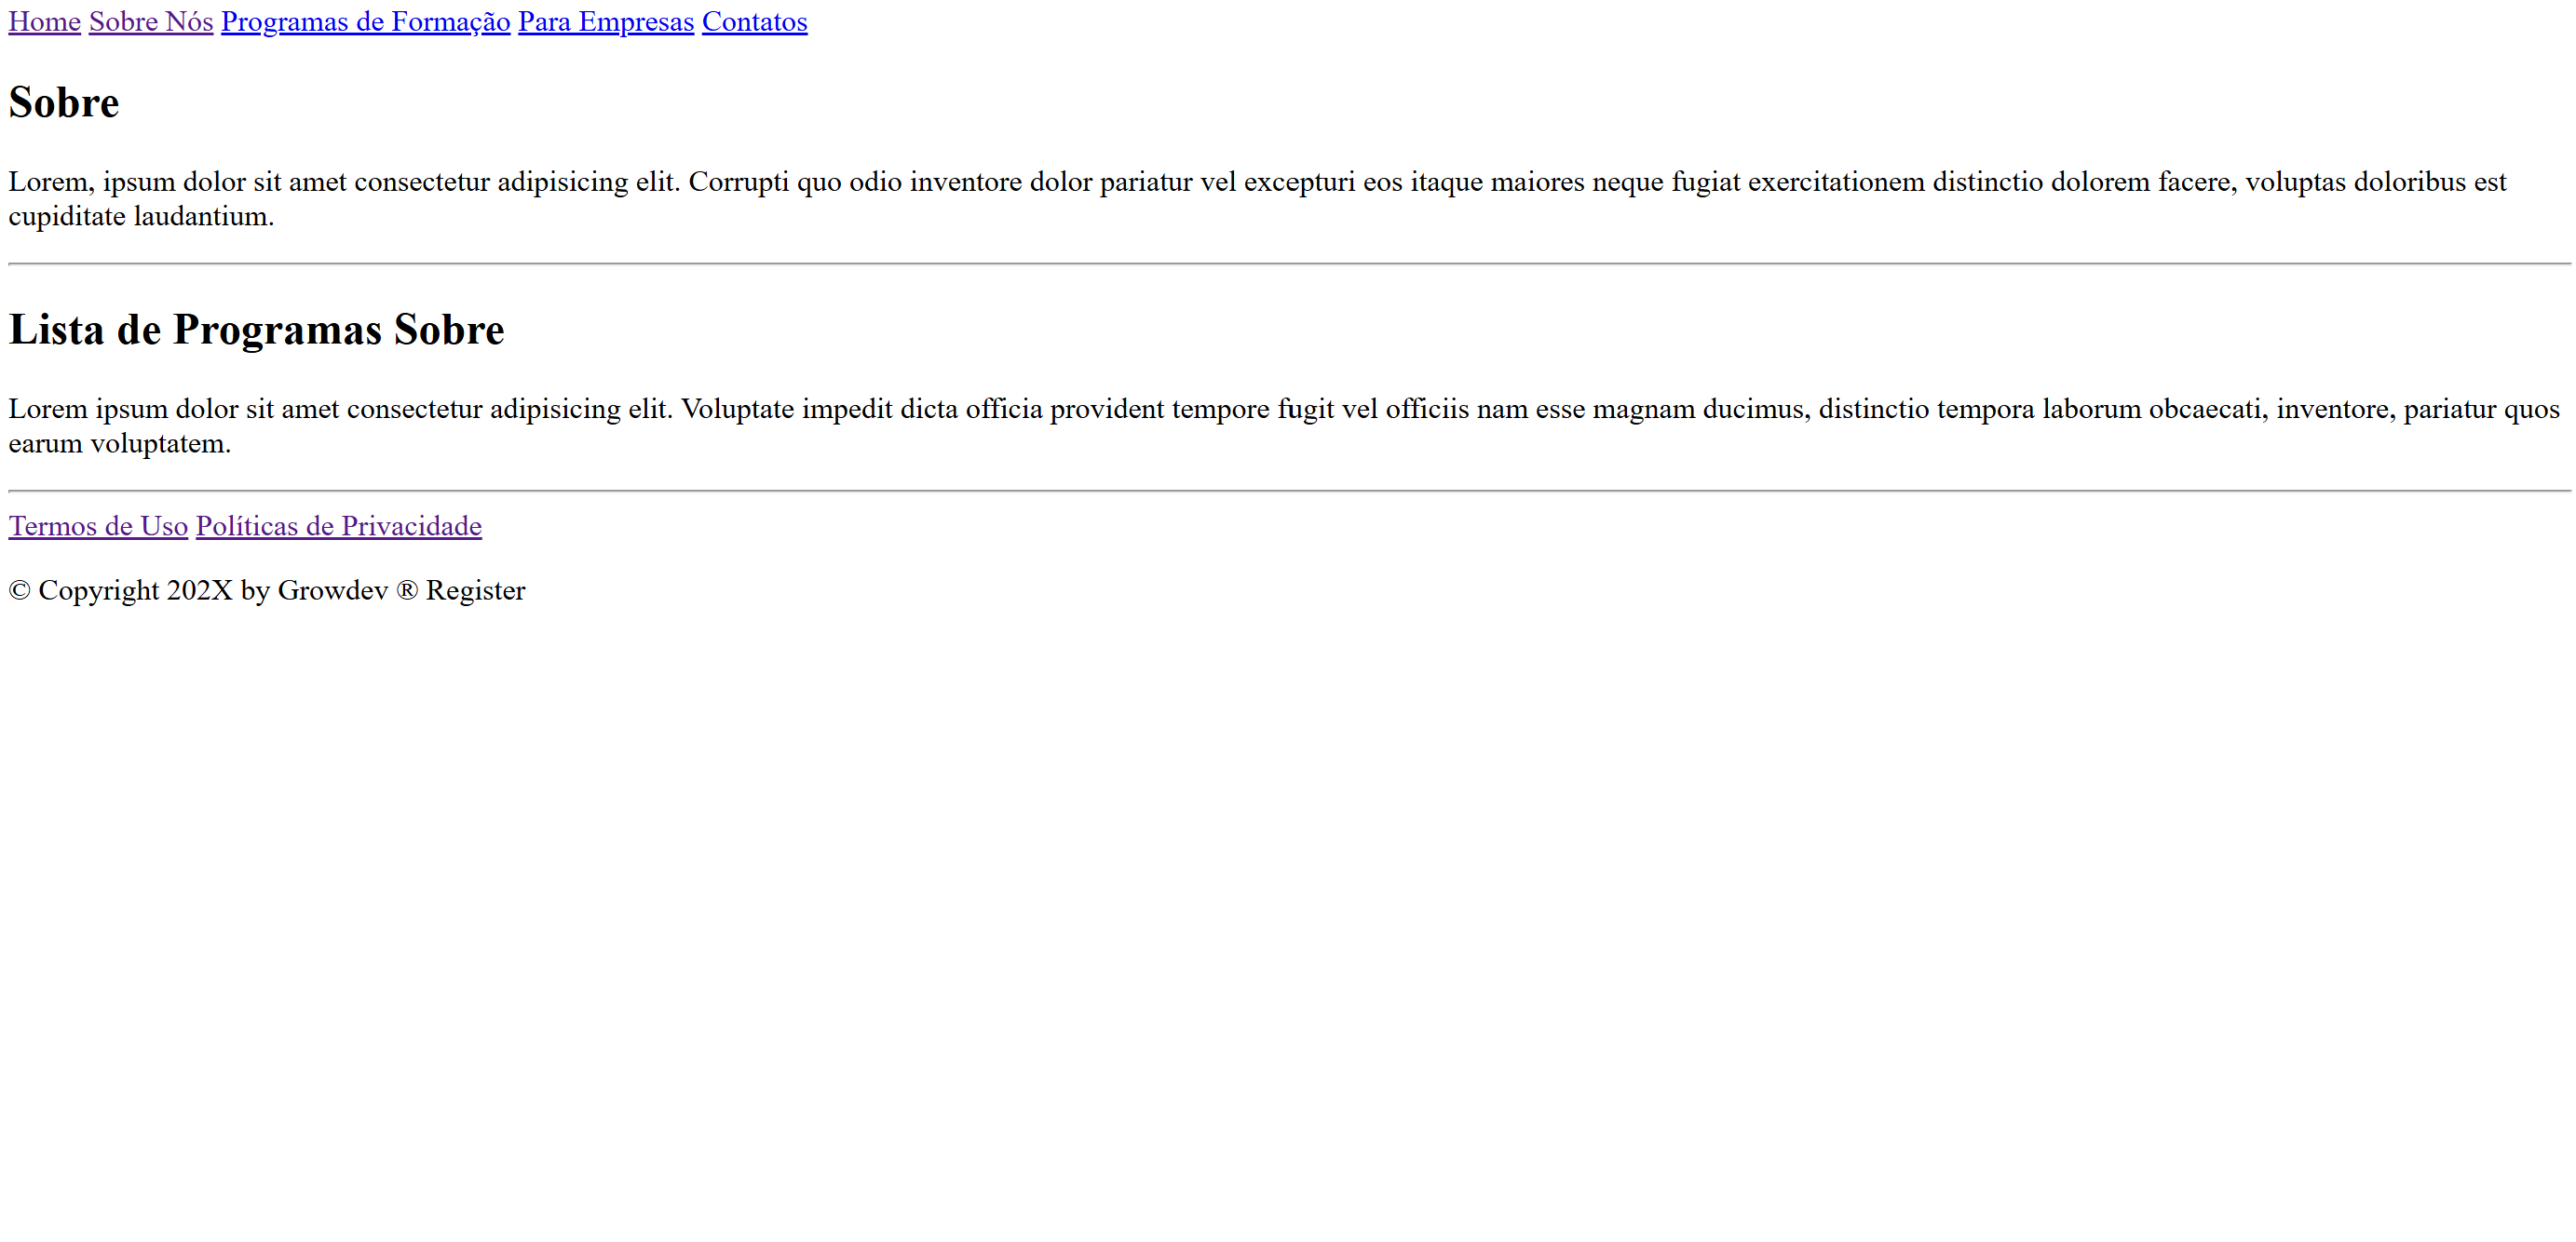 Home Sobre Nós Programas de Formação Para Empresas Contatos
Sobre
Lorem, ipsum dolor sit amet consectetur adipisicing elit. Corrupti quo odio inventore dolor pariatur vel excepturi eos itaque maiores neque fugiat exercitationem distinctio dolorem facere, voluptas doloribus est
cupiditate laudantium.
Lista de Programas Sobre
Lorem ipsum dolor sit amet consectetur adipisicing elit. Voluptate impedit dicta officia provident tempore fugit vel officiis nam esse magnam ducimus, distinctio tempora laborum obcaecati, inventore, pariatur quos
earum voluptatem.
Termos de Uso Políticas de Privacidade
© Copyright 202X by Growdev ® Register